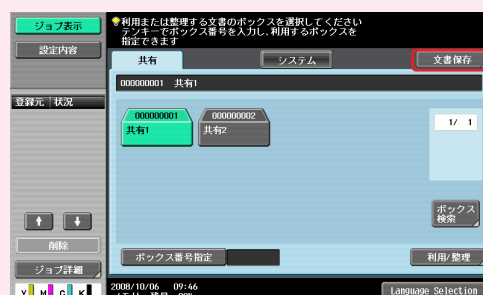 ジョブ表示
設定内容
登録元 状況
削除
ジョブ詳細
Y M C K
利用または整理する文書のボックスを選択してください
テンキーでボックス番号を入力し､利用するボックスを
指定できます
共有 システム 文書保存
000000001 共有1
000000001 000000002
共有1 共有2
1/ 1
ボックス
検索
ボックス番号指定 利用/整理
2008/10/06 09:46
Language Selection